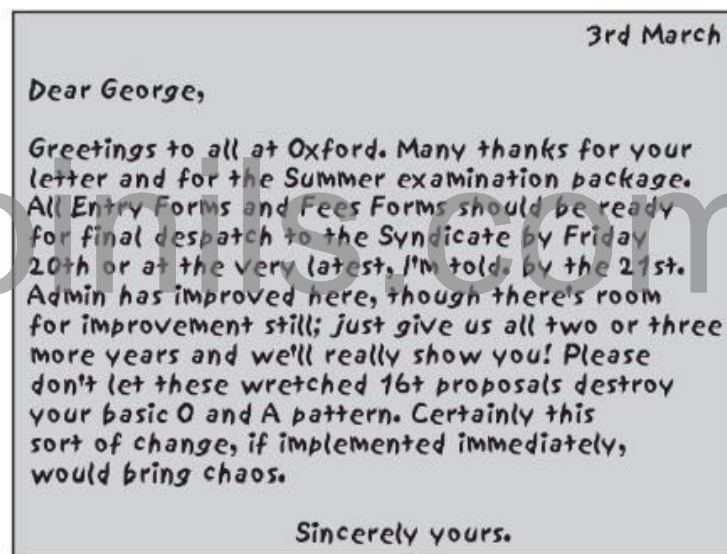 3rd March
Dear George,
Greetings to all at Oxford. Many thanks for your
letter and for the Summer examination package.
All Entry Forms and Fees Forms should be ready
for final despatch to the Syndicate by Friday
20th or at the very latest, I'm told. by the 21st.
Admin has improved here, though there's room
for improvement still; just give us all two or three
more years and we'll really show you! Please
don't let these wretched 16t proposals destroy
your basic O and A pattern. Certainly this
sort of change, if implemented immediately,
would bring chaos.
Sincerely yours.